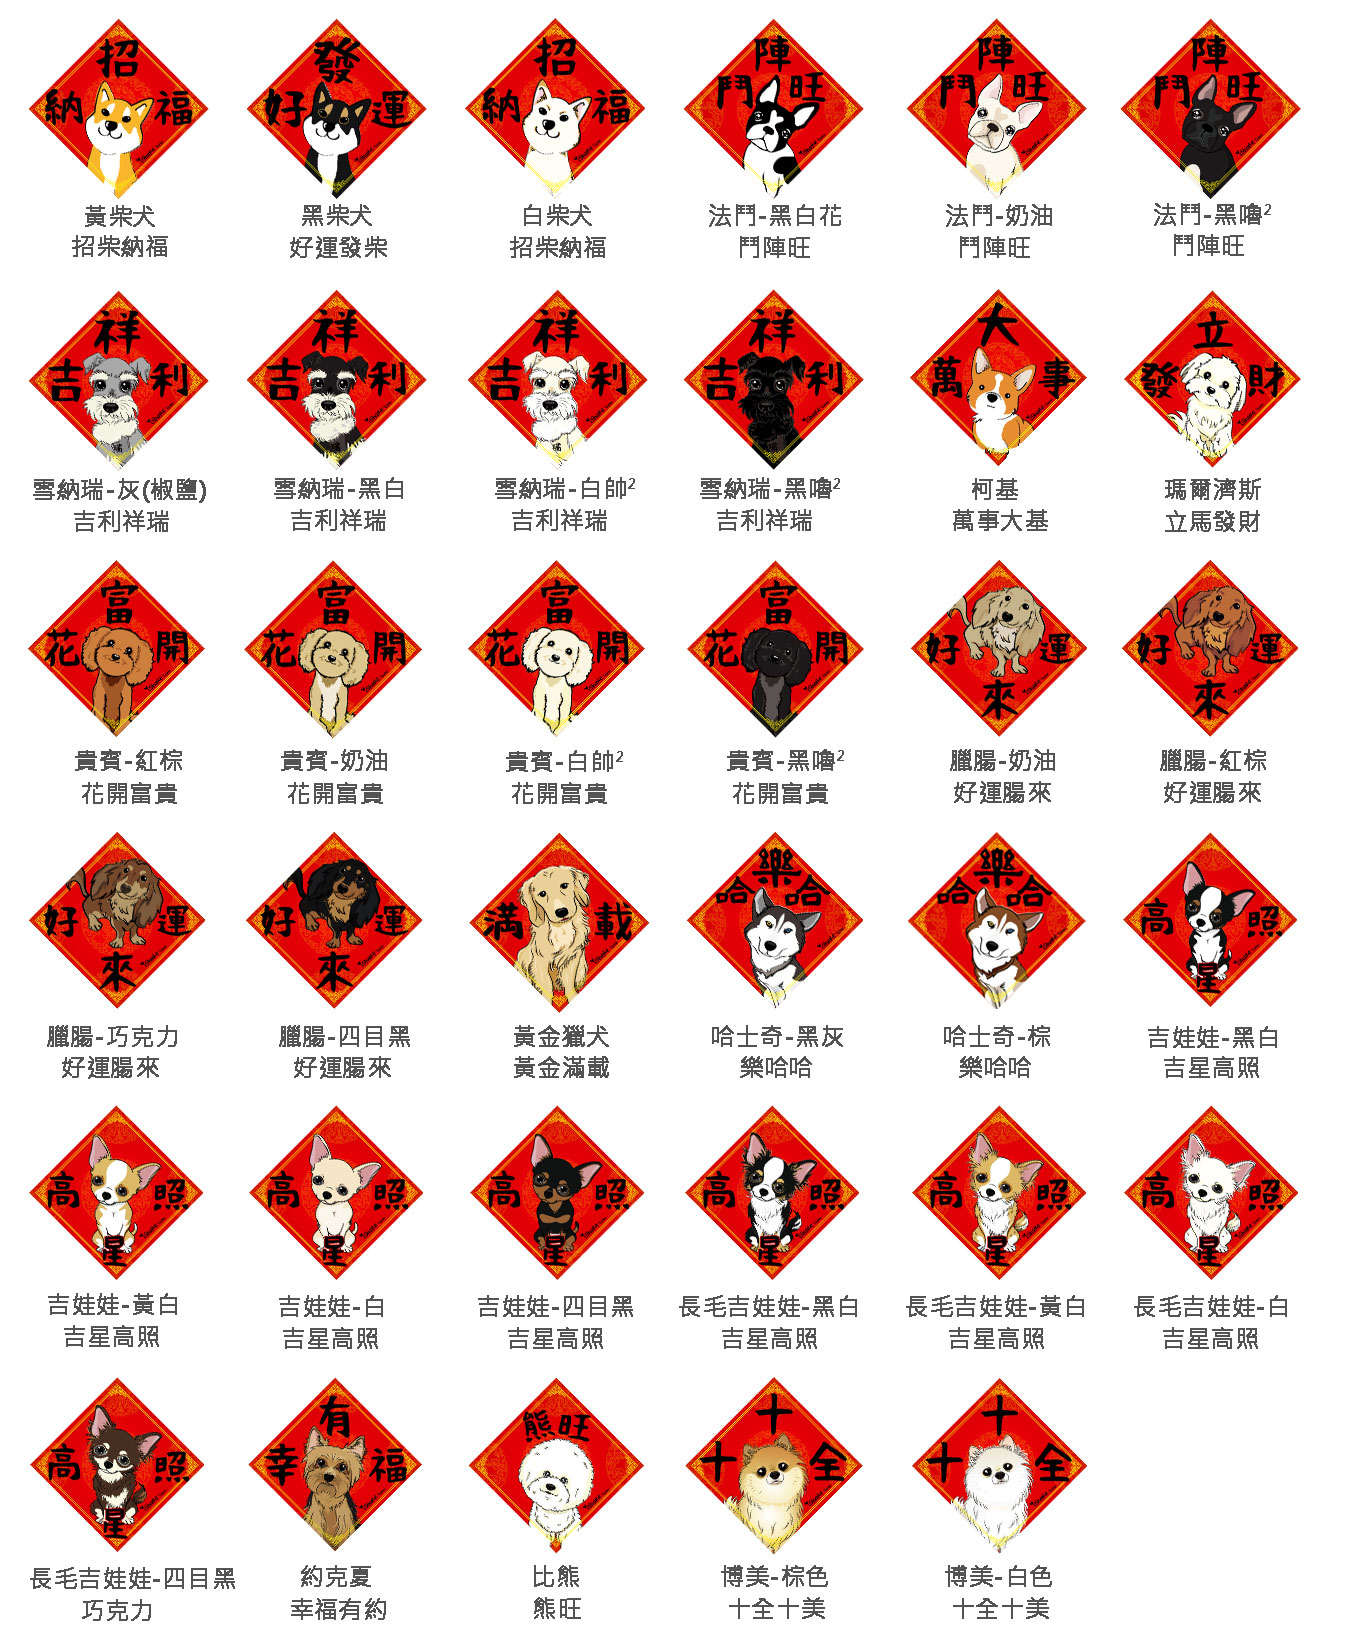 招
納 福
黃柴犬
招柴納福
發
好 運
黑柴犬
好運發柴
招
納 福
白柴犬
招柴納福
陣
鬥 旺
法鬥-黑白花
鬥陣旺
陣
鬥 旺
法鬥-奶油
鬥陣旺
陣
鬥 旺
法鬥-黑嚕2
鬥陣旺
祥
吉 利
雪納瑞-灰(椒鹽)
吉利祥瑞
祥
吉 利
雪納瑞-黑白
吉利祥瑞
祥
吉 利
雪納瑞-白帥2
吉利祥瑞
祥
吉 利
雪納瑞-黑嚕2
吉利祥瑞
大
萬 事
柯基
萬事大基
立
發 財
瑪爾濟斯
立馬發財
富
花 開
貴賓-紅棕
花開富貴
富
花 開
貴賓-奶油
花開富貴
富
花 開
貴賓-白帥2
花開富貴
富
花 開
貴賓-黑嚕2
花開富貴
好 運
來
臘腸-奶油
好運腸來
好 運
來
臘腸-紅棕
好運腸來
好 運
來
臘腸-巧克力
好運腸來
好 運
來
臘腸-四目黑
好運腸來
滿 載
黃金獵犬
黃金滿載
樂
哈 哈
哈士奇-黑灰
樂哈哈
樂
哈 哈
哈士奇-棕
樂哈哈
高 照
星
吉娃娃-黑白
吉星高照
高 照
星
吉娃娃-黃白
吉星高照
高 照
星
吉娃娃-白
吉星高照
高 照
星
吉娃娃-四目黑
吉星高照
高 照
星
長毛吉娃娃-黑白
吉星高照
高 照
星
長毛吉娃娃-黃白
吉星高照
高 照
星
長毛吉娃娃-白
吉星高照
高 照
星
長毛吉娃娃-四目黑
巧克力
有
幸 福
約克夏
幸福有約
熊旺
比熊
熊旺
十
十 全
博美-棕色
十全十美
十
十 全
博美-白色
十全十美